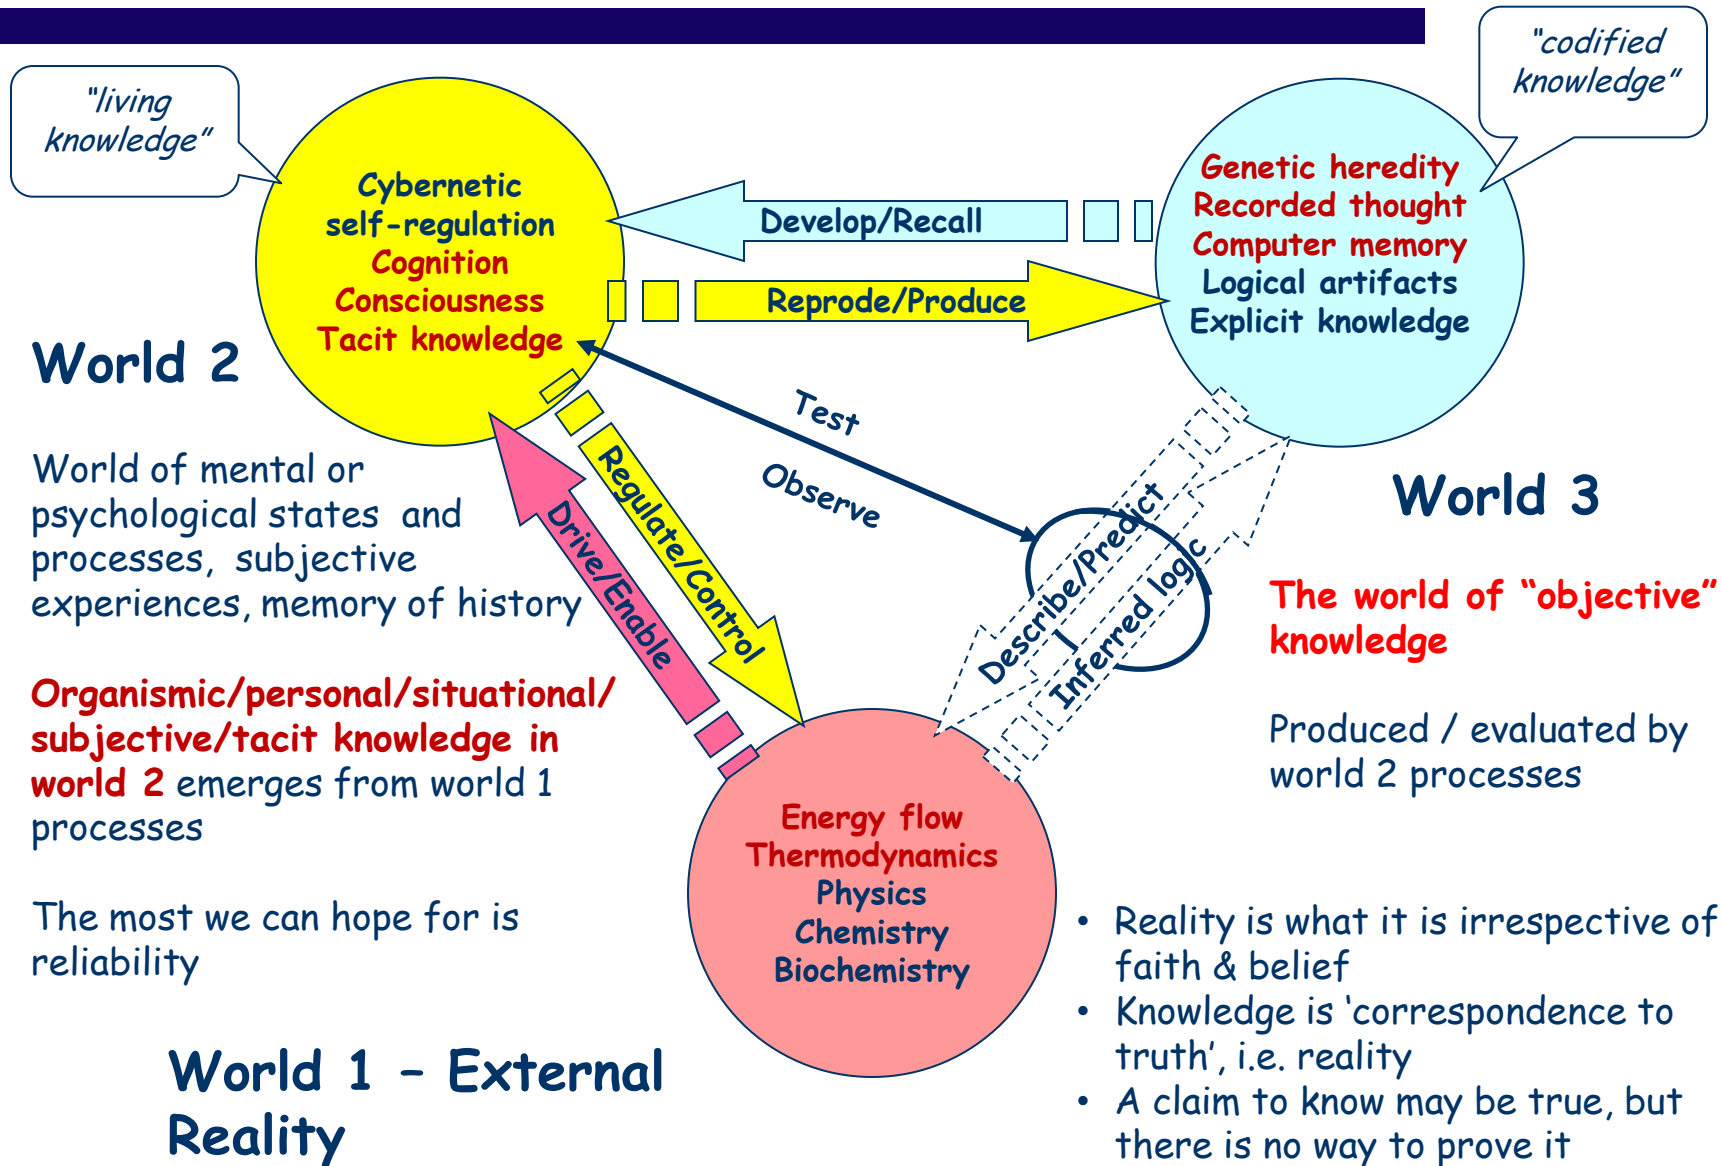 "living
knowledge"
"codified
knowledge"
Cybernetic
self-regulation
Cognition
Consciousness
Tacit knowledge
Develop/Recall
Reprode/Produce
Genetic heredity
Recorded thought
Computer memory
Logical artifacts
Explicit knowledge
World 2
World of mental or
psychological states and
processes, subjective
experiences, memory of history
Organismic/personal/situational/
subjective/tacit knowledge in
world 2 emerges from world 1
processes
The most we can hope for is
reliability
Test
Observe
Regulate/Control
Drive/Enable
Describe/Predict
Inferred logic
World 3
The world of “objective”
knowledge
Produced / evaluated by
world 2 processes
Energy flow
Thermodynamics
Physics
Chemistry
Biochemistry
World 1 – External
Reality
• Reality is what it is irrespective of
faith & belief
• Knowledge is ‘correspondence to
truth’, i.e. reality
• A claim to know may be true, but
there is no way to prove it